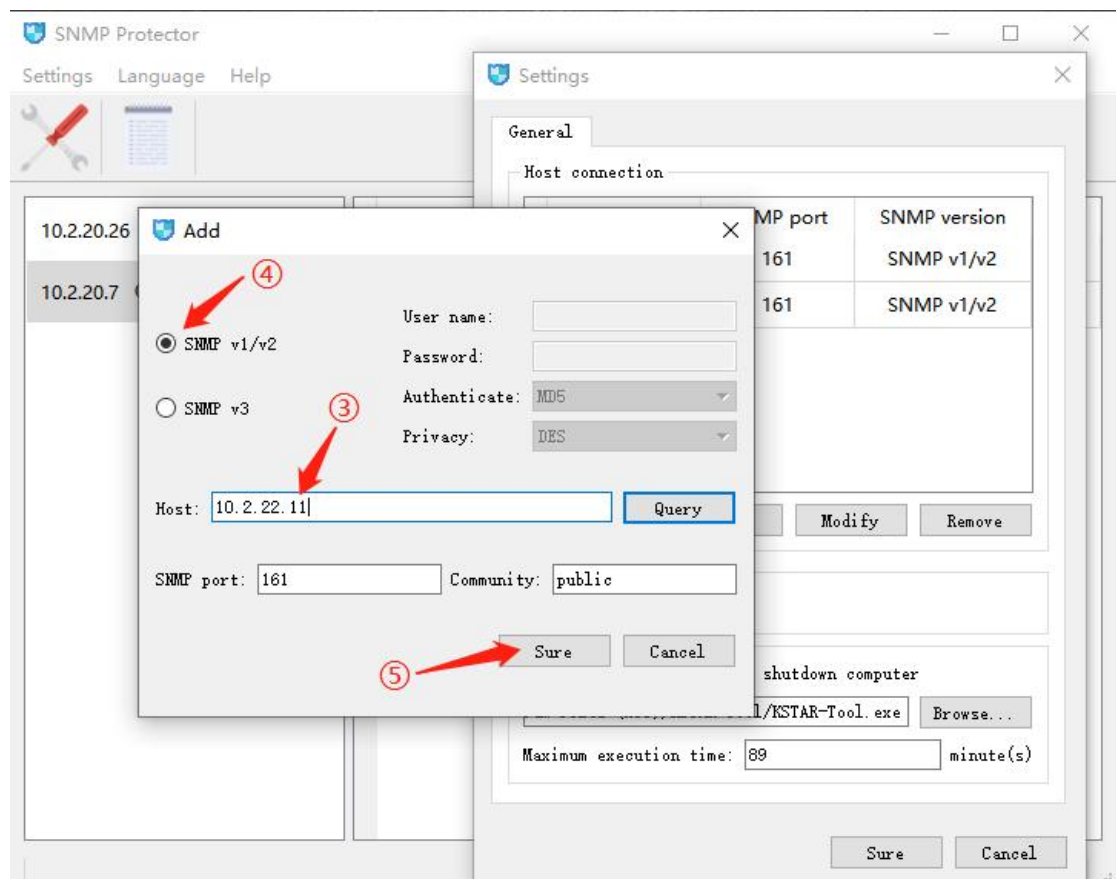 SNMP Protector
Settings Language Help
Settings
General
Host connection
MP port SNMP version
161 SNMP v1/v2
161 SNMP v1/v2
10.2.20.26
10.2.20.7
Add
④
SNMP v1/v2
SNMP v3
User name:
Password:
Authenticate: MD5
Privacy: DES
③
Host: 10.2.22.11 Query
SNMP port: 161 Community: public
⑤ Sure Cancel
Modify Remove
shutdown computer
l/KSTAR-Tool.exe Browse...
Maximum execution time: 89 minute(s)
Sure Cancel